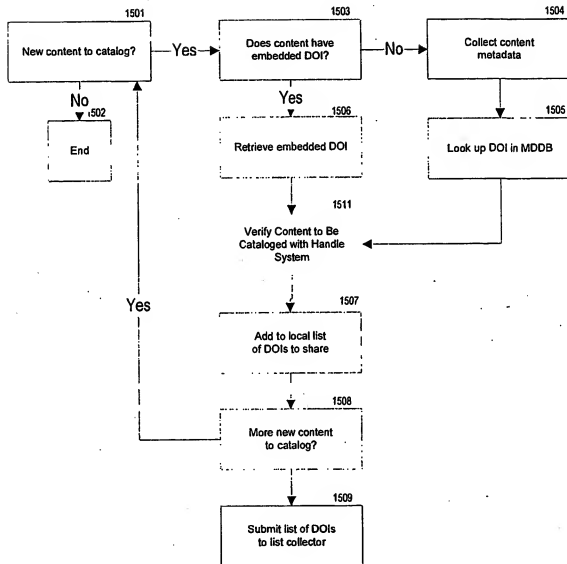 1501
New content to catalog?
Yes
1503
Does content have
embedded DOI?
No
1504
Collect content
metadata
No
1502
End
Yes
1506
Retrieve embedded DOI
1505
Look up DOI in MDDB
1511
Verify Content to Be
Cataloged with Handle
System
Yes
1507
Add to local list
of DOIs to share
1508
More new content
to catalog?
1509
Submit list of DOIs
to list collector